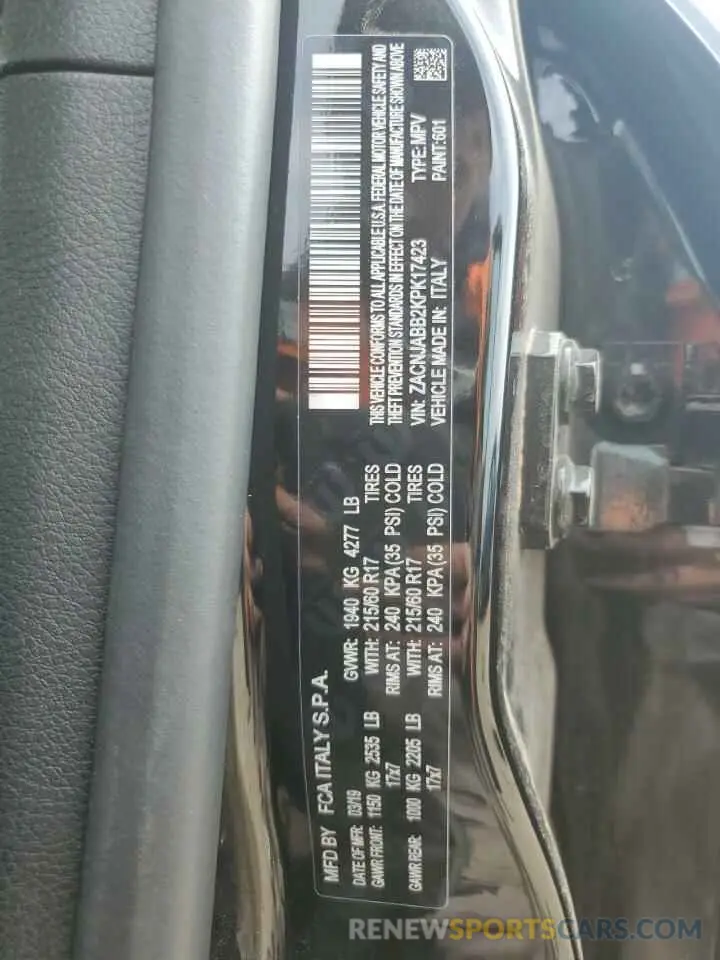 MFD BY FCA ITALY S.P.A.
DATE OF MFR: 03/19 GVWR: 1940 KG 4277 LB
GAWR FRONT: 1150 KG 2535 LB WITH: 215/60 R17 TIRES
17x7 RIMS AT: 240 KPA(35 PSI) COLD
GAWR REAR: 1000 KG 2205 LB WITH: 215/60 R17 TIRES
17x7 RIMS AT: 240 KPA(35 PSI) COLD
THIS VEHICLE CONFORMS TO ALL APPLICABLE U.S.A. FEDERAL MOTOR VEHICLE SAFETY AND
THEFT PREVENTION STANDARDS IN EFFECT ON THE DATE OF MANUFACTURE SHOWN ABOVE
VIN: ZACNJABB2KPK17423 TYPE: MPV
VEHICLE MADE IN: ITALY PAINT: 601
RENEWSPORTSCARS.COM